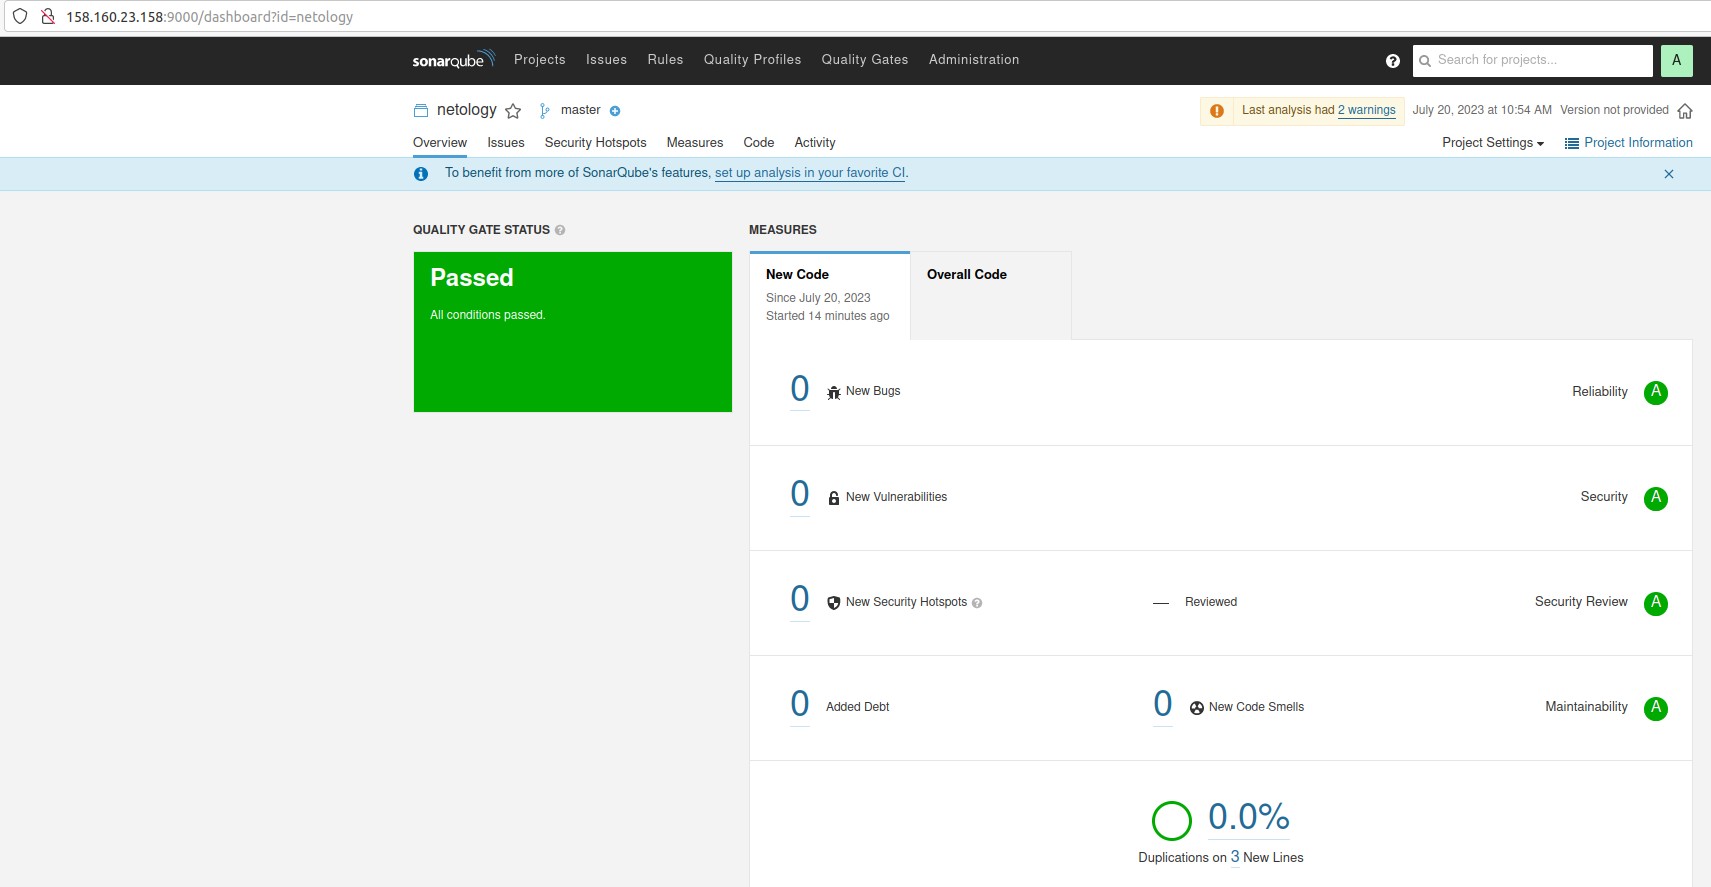 158.160.23.158:9000/dashboard?id=netology
sonarqube Projects Issues Rules Quality Profiles Quality Gates Administration ? Search for projects... A
netology master Last analysis had 2 warnings July 20, 2023 at 10:54 AM Version not provided
Overview Issues Security Hotspots Measures Code Activity Project Settings Project Information
To benefit from more of SonarQube's features, set up analysis in your favorite CI.
QUALITY GATE STATUS ?
Passed
All conditions passed.
MEASURES
New Code
Since July 20, 2023
Started 14 minutes ago
Overall Code
0 New Bugs Reliability A
0 New Vulnerabilities Security A
0 New Security Hotspots ? — Reviewed Security Review A
0 Added Debt 0 New Code Smells Maintainability A
0.0%
Duplications on 3 New Lines